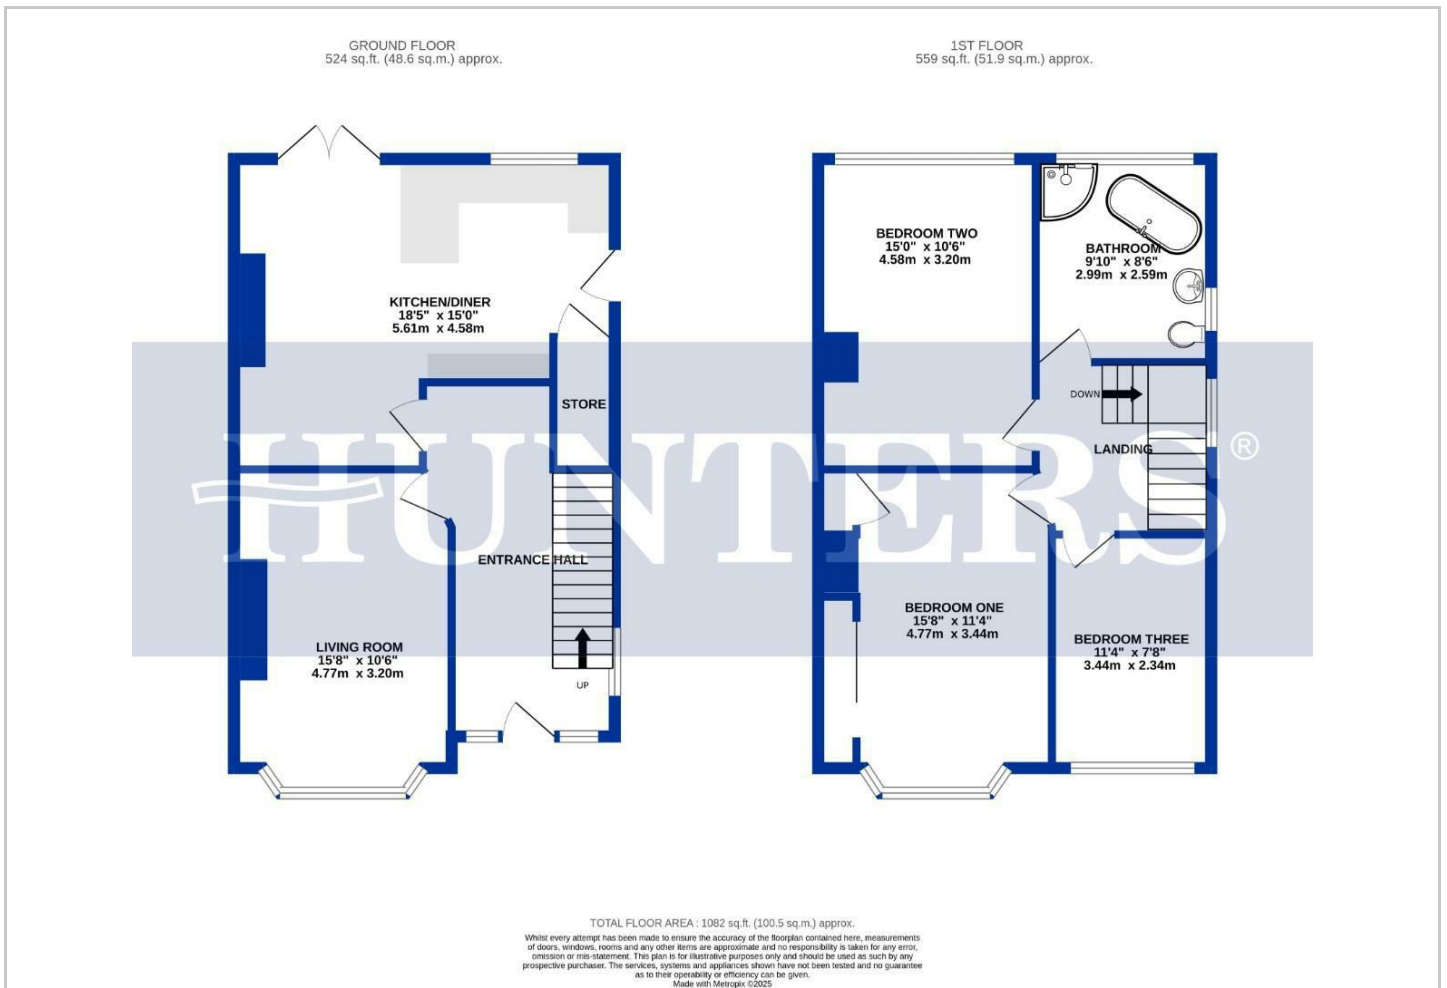 GROUND FLOOR
524 sq.ft. (48.6 sq.m.) approx.
1ST FLOOR
559 sq.ft. (51.9 sq.m.) approx.
KITCHEN/DINER
18'5" x 15'0"
5.61m x 4.58m
STORE
ENTRANCE HALL
LIVING ROOM
15'8" x 10'6"
4.77m x 3.20m
UP
BEDROOM TWO
15'0" x 10'6"
4.58m x 3.20m
BATHROOM
9'10" x 8'6"
2.99m x 2.59m
DOWN
LANDING
BEDROOM ONE
15'8" x 11'4"
4.77m x 3.44m
BEDROOM THREE
11'4" x 7'8"
3.44m x 2.34m
HUNTERS®
TOTAL FLOOR AREA : 1082 sq.ft. (100.5 sq.m.) approx.
Whilst every attempt has been made to ensure the accuracy of the floorplan contained here, measurements
of doors, windows, rooms and any other items are approximate and no responsibility is taken for any error,
omission or mis-statement. This plan is for illustrative purposes only and should be used as such by any
prospective purchaser. The services, systems and appliances shown have not been tested and no guarantee
as to their operability or efficiency can be given.
Made with Metropix ©2025